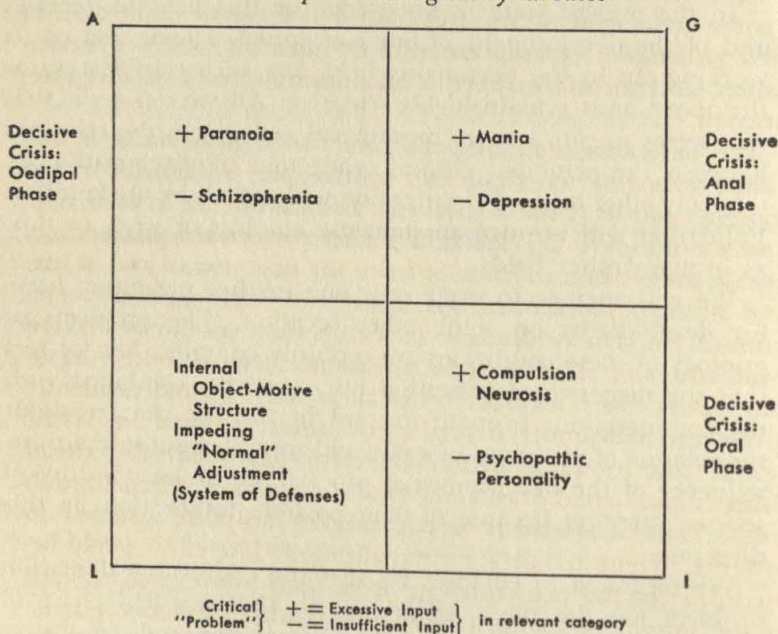 A
G
Decisive
Crisis:
Oedipal
Phase
+ Paranoia
− Schizophrenia
+ Mania
− Depression
Decisive
Crisis:
Anal
Phase
Internal
Object-Motive
Structure
Impeding
"Normal"
Adjustment
(System of Defenses)
+ Compulsion
Neurosis
− Psychopathic
Personality
Decisive
Crisis:
Oral
Phase
L
I
Critical
"Problem"
+ = Excessive Input
− = Insufficient Input
in relevant category